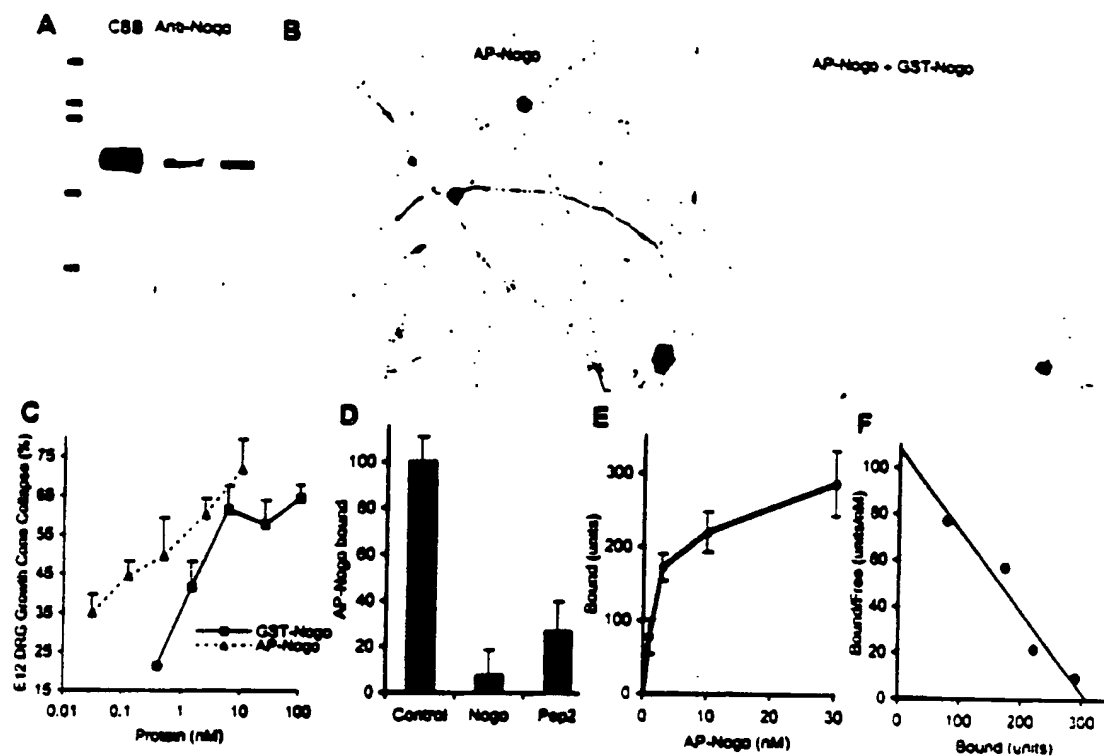 A
CBB Anti-Nogo
B
AP-Nogo
AP-Nogo + GST-Nogo
C
E12 DRG Growth Cone Collapse (%)
75
65
55
45
35
25
15
GST-Nogo
AP-Nogo
0.01 0.1 1 10 100
Protein (nM)
D
AP-Nogo bound
100
80
60
40
20
0
Control Nogo Pep2
E
Bound (units)
300
200
100
0
0 10 20 30
AP-Nogo (nM)
F
Bound/Free (units/nM)
100
80
60
40
20
0
0 100 200 300
Bound (units)